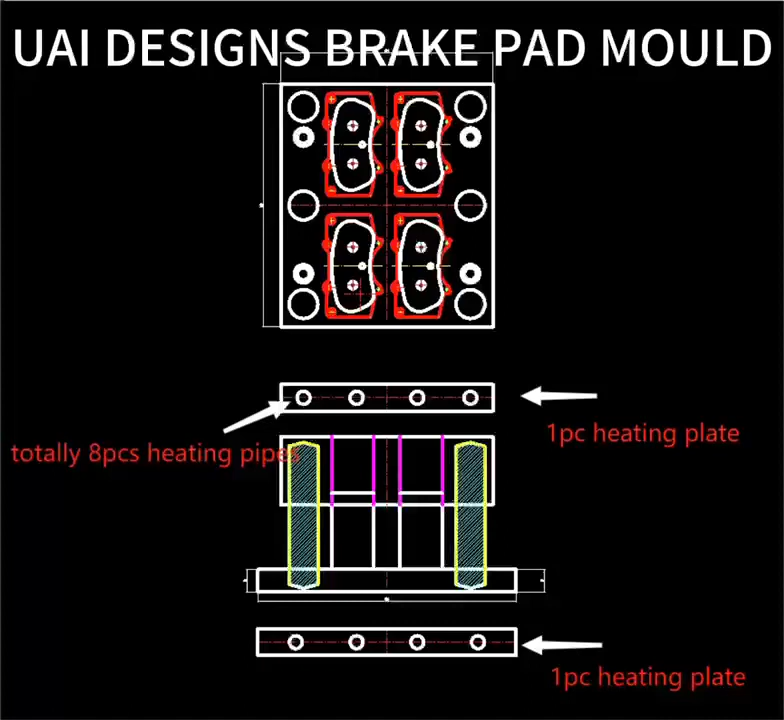 UAI DESIGNS BRAKE PAD MOULD
1pc heating plate
totally 8pcs heating pipes
1pc heating plate